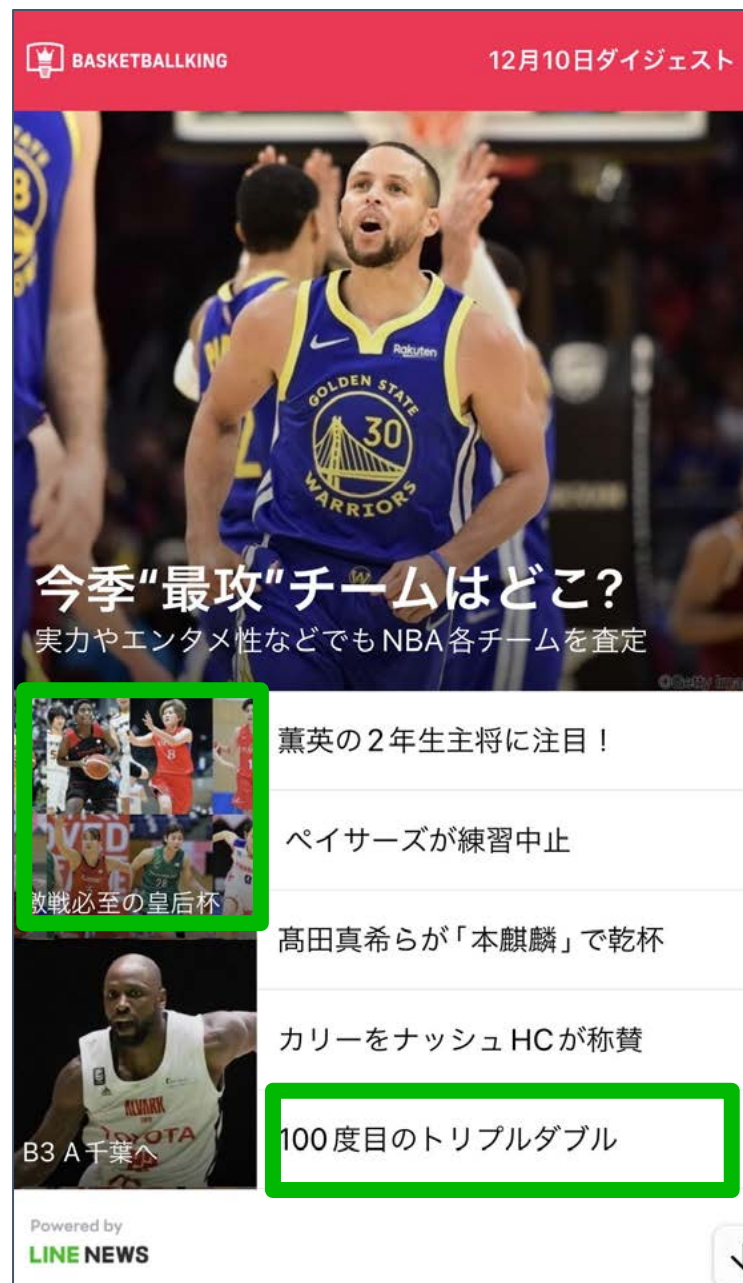 BASKETBALLKING
12月10日ダイジェスト
Rakuten
GOLDEN STATE
30
WARRIORS
今季“最攻”チームはどこ?
実力やエンタメ性などでもNBA各チームを査定
薫英の2年生主将に注目！
8
28
激戦必至の皇后杯
ペイサーズが練習中止
髙田真希らが「本麒麟」で乾杯
カリーをナッシュHCが称賛
ALVARK
TOYOTA
B3 A千葉へ
100度目のトリプルダブル
Powered by
LINE NEWS